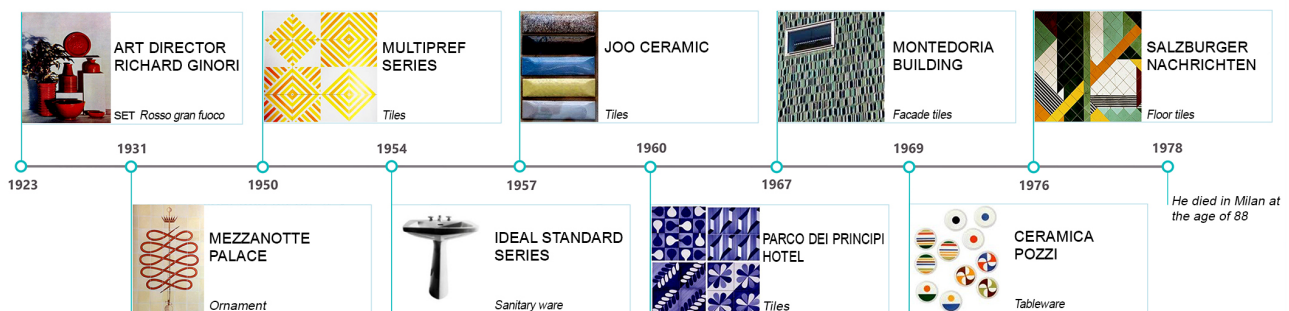 ART DIRECTOR
RICHARD GINORI
SET Rosso gran fuoco
MULTIPREF
SERIES
Tiles
JOO CERAMIC
Tiles
MONTEDORIA
BUILDING
Facade tiles
SALZBURGER
NACHRICHTEN
Floor tiles
1931
1954
1960
1969
1978
1923
1950
1957
1967
1976
He died in Milan at
the age of 88
MEZZANOTTE
PALACE
Ornament
IDEAL STANDARD
SERIES
Sanitary ware
PARCO DEI PRINCIPI
HOTEL
Tiles
CERAMICA
POZZI
Tableware